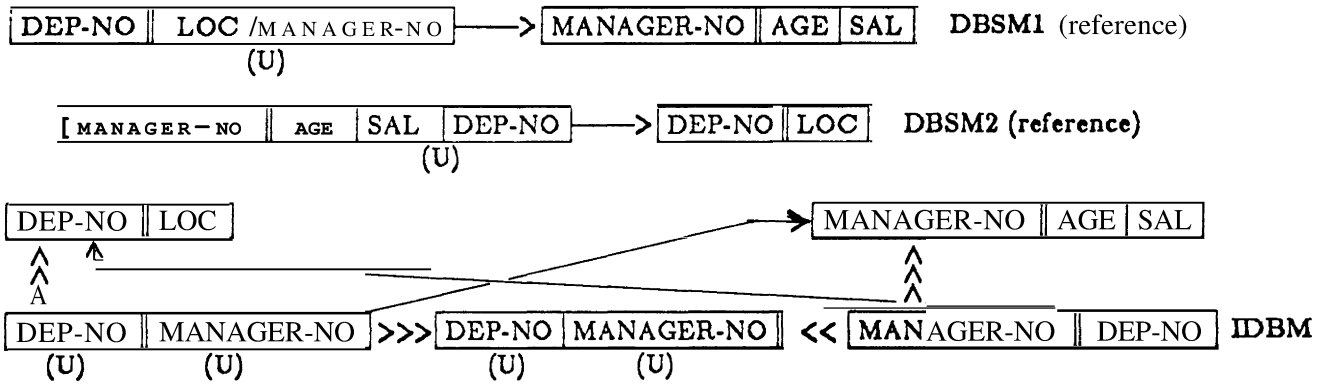 DEP-NO LOC /MANAGER-NO MANAGER-NO AGE SAL DBSM1 (reference)
(U)
[MANAGER-NO AGE SAL DEP-NO DEP-NO LOC DBSM2 (reference)
(U)
DEP-NO LOC MANAGER-NO AGE SAL
A
DEP-NO MANAGER-NO >>> DEP-NO MANAGER-NO << MANAGER-NO DEP-NO IDBM
(U) (U) (U) (U)